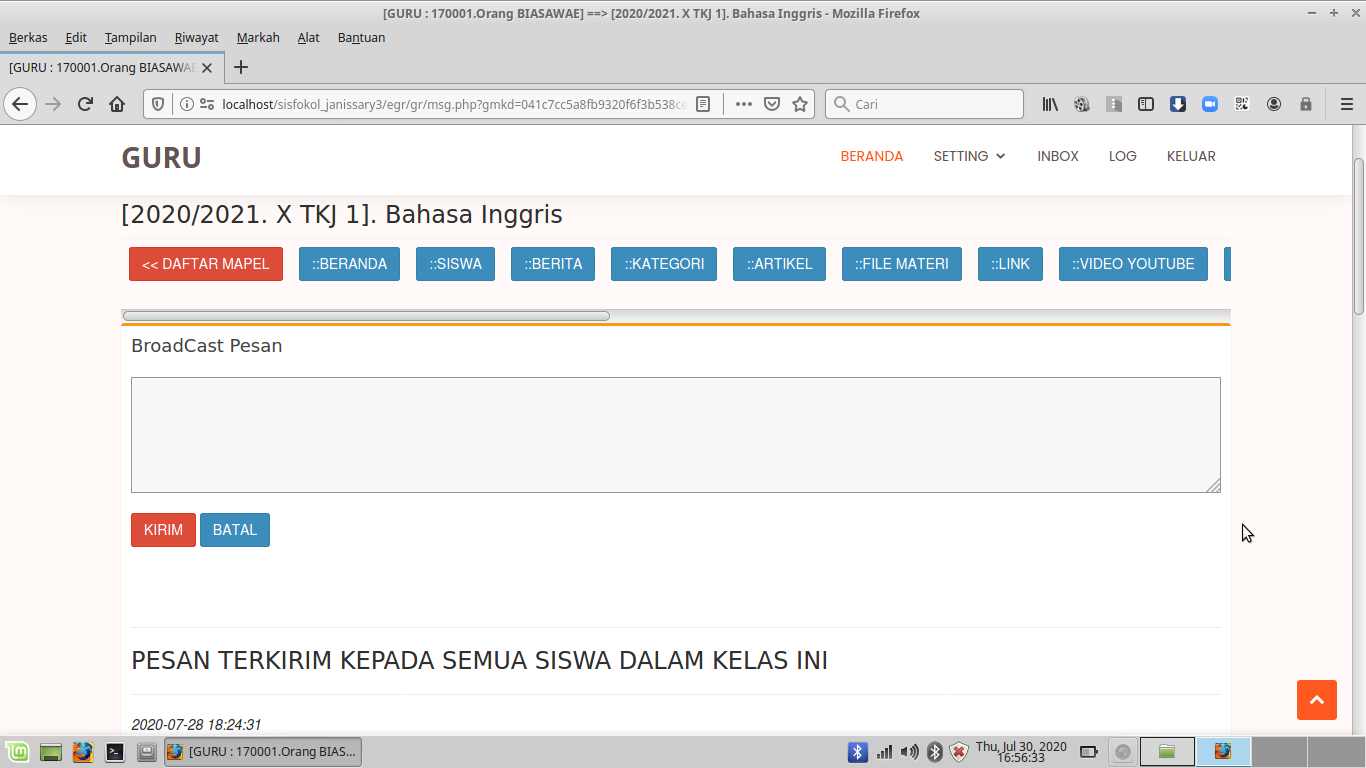 [GURU : 170001.Orang BIASAWAE] ==> [2020/2021. X TKJ 1]. Bahasa Inggris - Mozilla Firefox
Berkas Edit Tampilan Riwayat Markah Alat Bantuan
[GURU : 170001.Orang BIASAWAE
localhost/sisfokol_janissary3/egr/gr/msg.php?gmkd=041c7cc5a8fb9320f6f3b538ce
Cari
GURU
BERANDA SETTING INBOX LOG KELUAR
[2020/2021. X TKJ 1]. Bahasa Inggris
<< DAFTAR MAPEL ::BERANDA ::SISWA ::BERITA ::KATEGORI ::ARTIKEL ::FILE MATERI ::LINK ::VIDEO YOUTUBE
BroadCast Pesan
KIRIM BATAL
PESAN TERKIRIM KEPADA SEMUA SISWA DALAM KELAS INI
2020-07-28 18:24:31
[GURU : 170001.Orang BIAS...
Thu, Jul 30, 2020
16:56:33